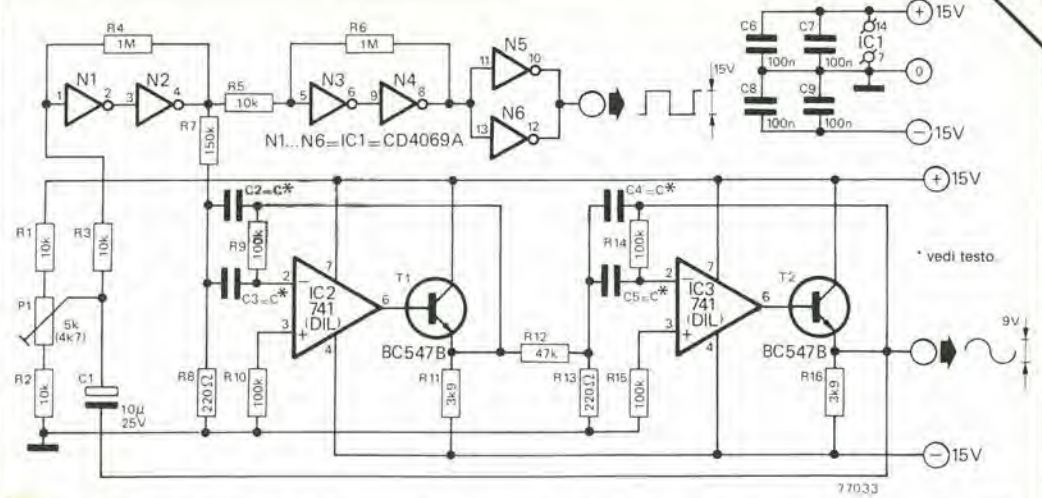 R4
1M
N1
N2
1
2
3
4
R5
10k
R7
150k
R6
1M
N3
N4
5
6
9
8
N5
11
10
N6
13
12
N1...N6=IC1=CD4069A
15V
C6
100n
C7
100n
14
IC1
7
C8
100n
C9
100n
+ 15V
0
− 15V
+ 15V
R1
10k
R3
10k
P1
5k
(4k7)
R2
10k
C1
10µ
25V
C2=C*
R9
100k
C3=C*
R8
220Ω
R10
100k
2
3
7
−
IC2
741
(DIL)
+
4
6
T1
BC547B
R11
3k9
R12
47k
C4=C*
R14
100k
C5=C*
R13
220Ω
R15
100k
2
3
7
−
IC3
741
(DIL)
+
4
6
T2
BC547B
R16
3k9
* vedi testo.
9V
− 15V
77033